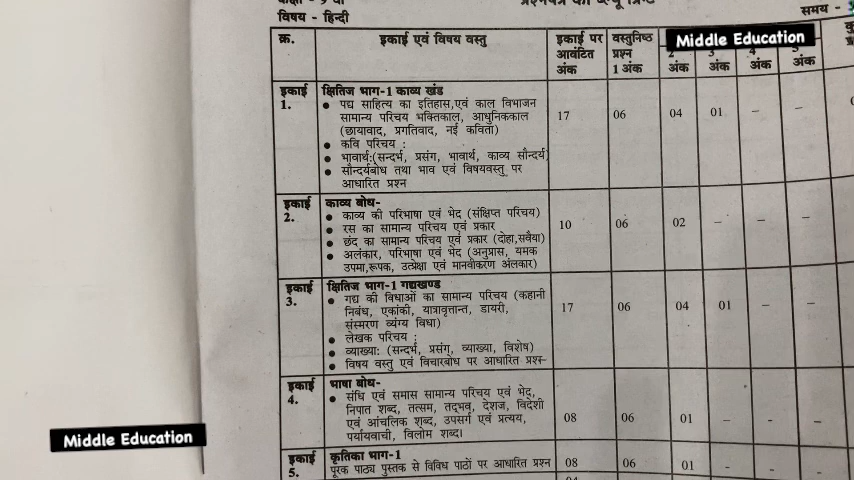 प्रश्नपत्र का ब्लू प्रिन्ट
विषय - हिन्दी
समय -
Middle Education
क्र. इकाई एवं विषय वस्तु इकाई पर वस्तुनिष्ठ
आवंटित प्रश्न
अंक 1 अंक अंक अंक अंक अंक
इकाई क्षितिज भाग-1 काव्य खंड
1. • पद्य साहित्य का इतिहास,एवं काल विभाजन
सामान्य परिचय भक्तिकाल, आधुनिककाल 17 06 04 01 – –
(छायावाद, प्रगतिवाद, नई कविता)
• कवि परिचय :
• भावार्थ:(सन्दर्भ, प्रसंग, भावार्थ, काव्य सौन्दर्य)
• सौन्दर्यबोध तथा भाव एवं विषयवस्तु पर
आधारित प्रश्न
इकाई काव्य बोध-
2. • काव्य की परिभाषा एवं भेद (संक्षिप्त परिचय)
• रस का सामान्य परिचय एवं प्रकार 10 06 02 – – –
• छंद का सामान्य परिचय एवं प्रकार (दोहा,सवैया)
• अलंकार, परिभाषा एवं भेद (अनुप्रास, यमक
उपमा,रूपक, उत्प्रेक्षा एवं मानवीकरण अंलकार)
इकाई क्षितिज भाग-1 गद्यखण्ड
3. • गद्य की विधाओं का सामान्य परिचय (कहानी
निबंध, एकांकी, यात्रावृत्तान्त, डायरी, 17 06 04 01 – –
संस्मरण व्यंग्य विधा)
• लेखक परिचय :
• व्याख्या: (सन्दर्भ, प्रसंग, व्याख्या, विशेष)
• विषय वस्तु एवं विचारबोध पर आधारित प्रश्न
इकाई भाषा बोध-
4. • संधि एवं समास सामान्य परिचय एवं भेद,
निपात शब्द, तत्सम, तद्भव, देशज, विदेशी
एवं आंचलिक शब्द, उपसर्ग एवं प्रत्यय, 08 06 01 - - -
पर्यायवाची, विलोम शब्द।
Middle Education
इकाई कृतिका भाग-1
5. पूरक पाठ्य पुस्तक से विविध पाठों पर आधारित प्रश्न 08 06 01 - - -